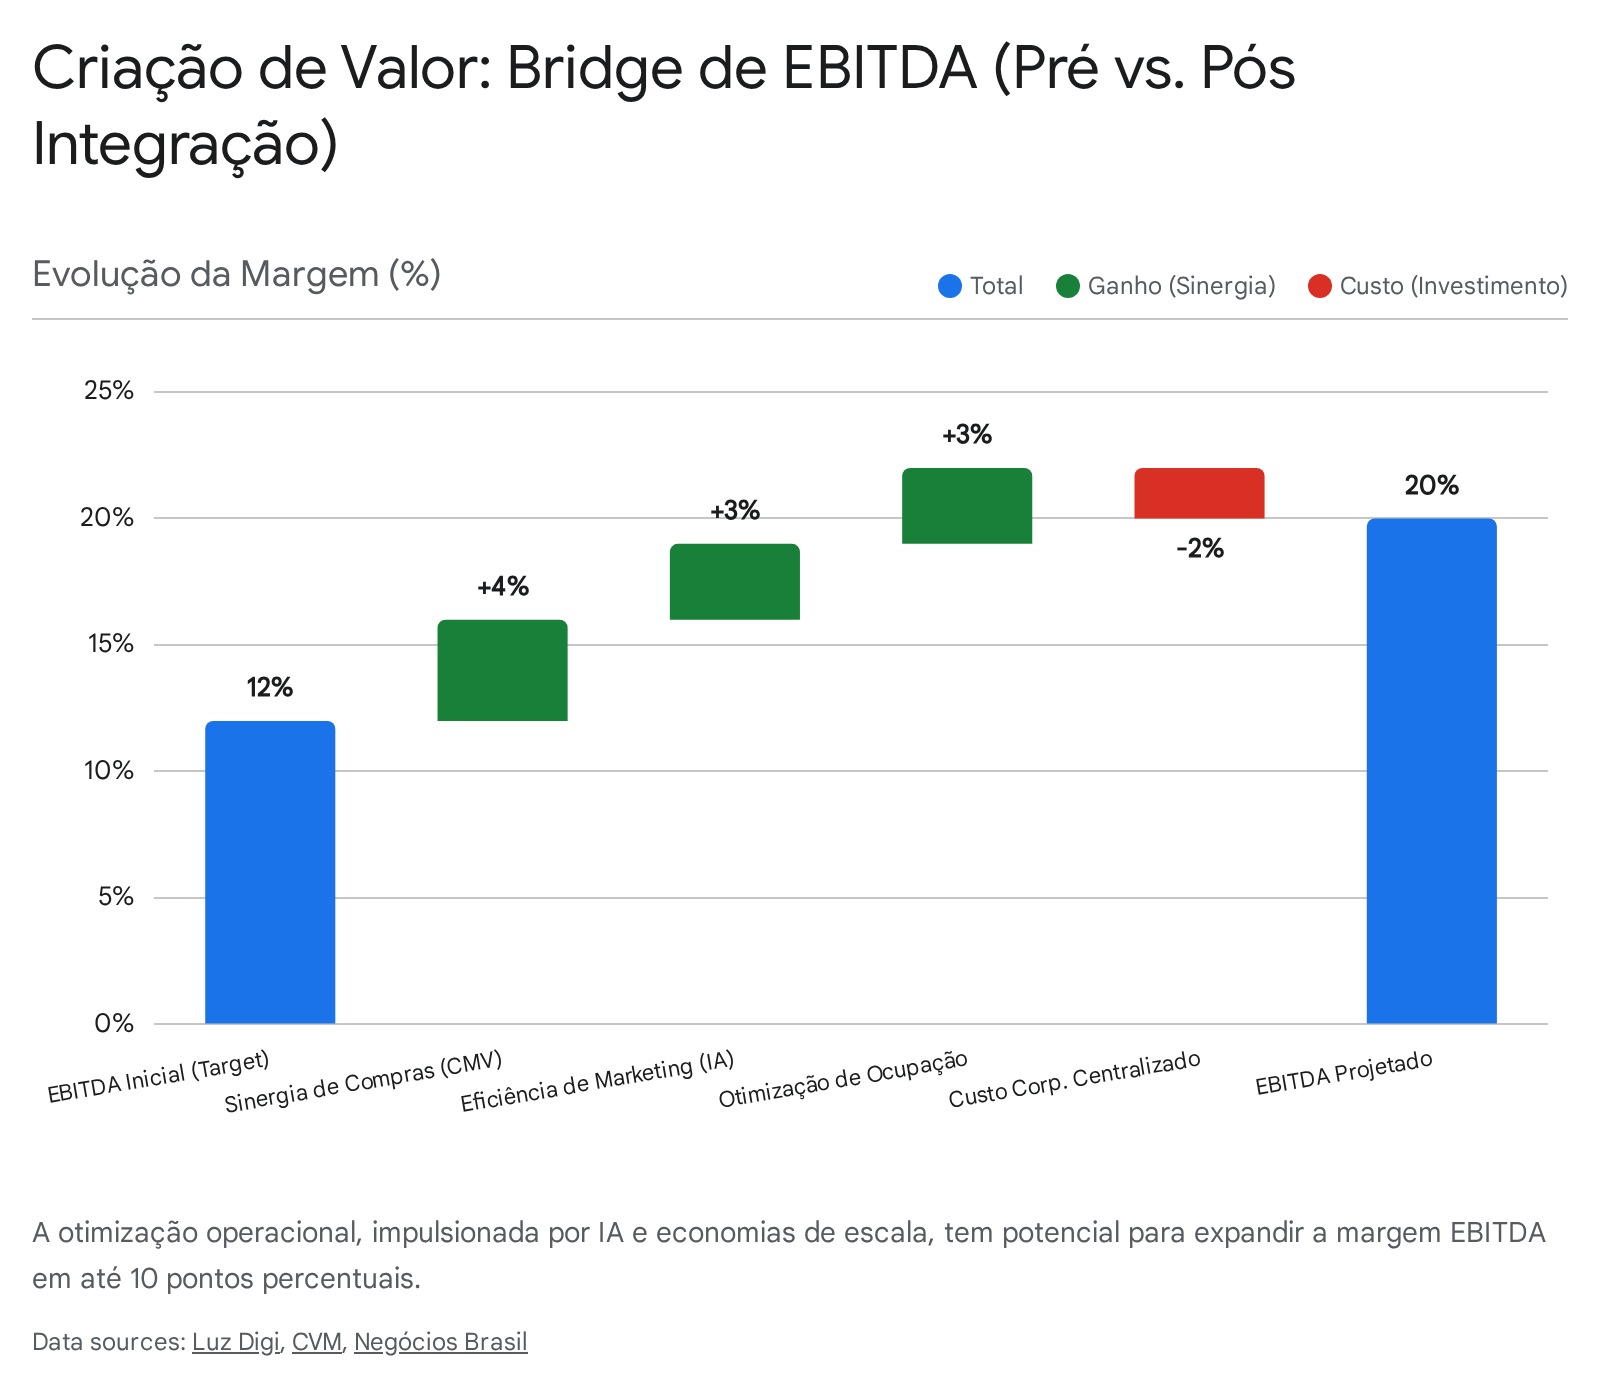 Criação de Valor: Bridge de EBITDA (Pré vs. Pós
Integração)
Evolução da Margem (%)
Total
Ganho (Sinergia)
Custo (Investimento)
25%
20%
15%
10%
5%
0%
12%
+4%
+3%
+3%
-2%
20%
EBITDA Inicial (Target)
Sinergia de Compras (CMV)
Eficiência de Marketing (IA)
Otimização de Ocupação
Custo Corp. Centralizado
EBITDA Projetado
A otimização operacional, impulsionada por IA e economias de escala, tem potencial para expandir a margem EBITDA
em até 10 pontos percentuais.
Data sources: Luz Digi, CVM, Negócios Brasil